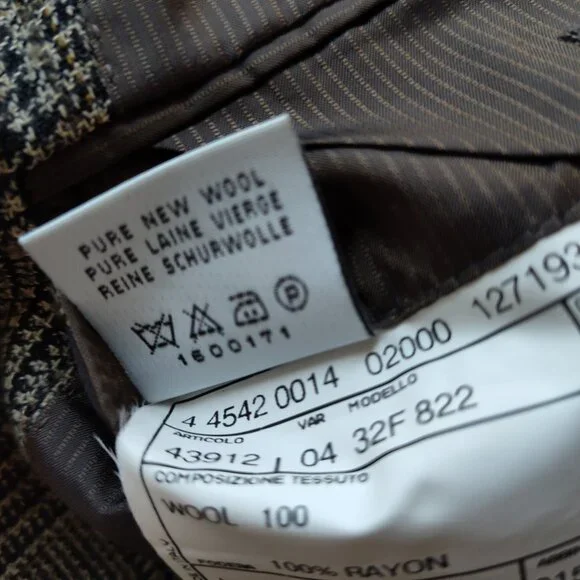 PURE NEW WOOL
PURE LAINE VIERGE
REINE SCHURWOLLE
P
1600171
4 4542 0014 02000 127193
ARTICOLO VAR MODELLO
43912 / 04 32F 822
COMPOSIZIONE TESSUTO
WOOL 100
FODERA 100% RAYON